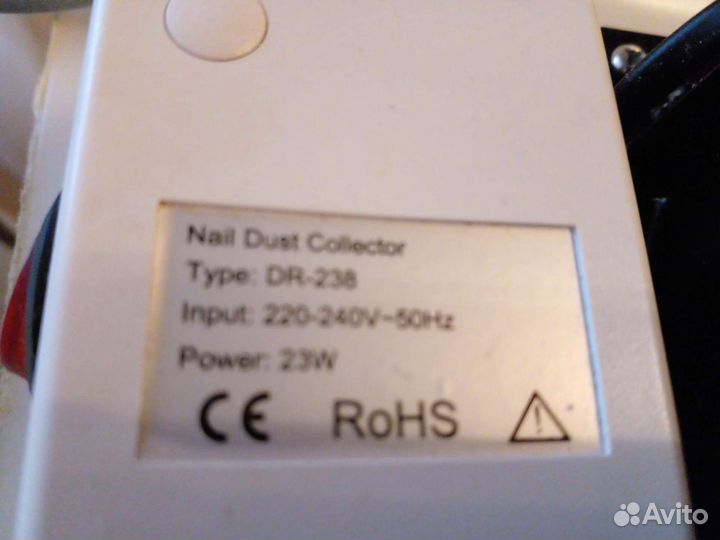 Nail Dust Collector
Type: DR-238
Input: 220-240V~50Hz
Power: 23W
CE RoHS
Avito